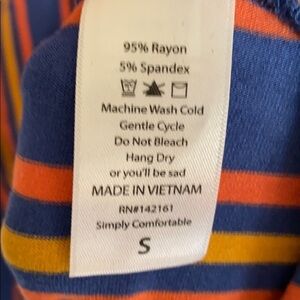 95% Rayon
5% Spandex
Machine Wash Cold
Gentle Cycle
Do Not Bleach
Hang Dry
or you'll be sad
MADE IN VIETNAM
RN#142161
Simply Comfortable
S